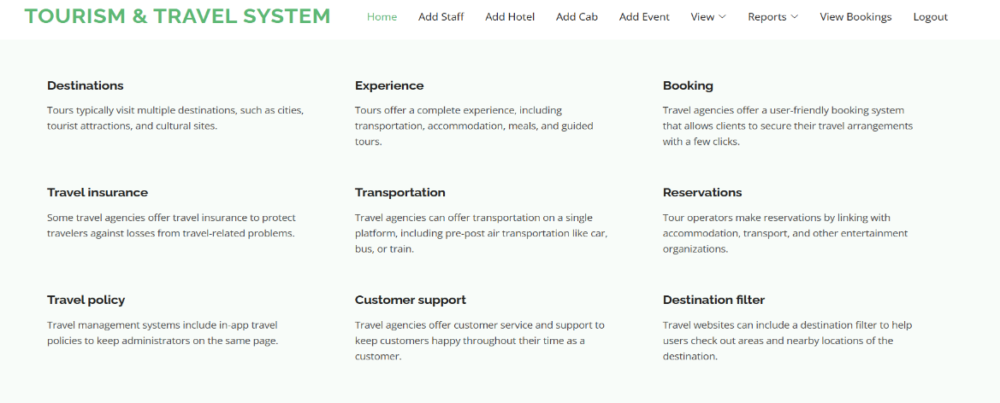 TOURISM & TRAVEL SYSTEM
Home Add Staff Add Hotel Add Cab Add Event View Reports View Bookings Logout
Destinations
Tours typically visit multiple destinations, such as cities,
tourist attractions, and cultural sites.
Experience
Tours offer a complete experience, including
transportation, accommodation, meals, and guided
tours.
Booking
Travel agencies offer a user-friendly booking system
that allows clients to secure their travel arrangements
with a few clicks.
Travel insurance
Some travel agencies offer travel insurance to protect
travelers against losses from travel-related problems.
Transportation
Travel agencies can offer transportation on a single
platform, including pre-post air transportation like car,
bus, or train.
Reservations
Tour operators make reservations by linking with
accommodation, transport, and other entertainment
organizations.
Travel policy
Travel management systems include in-app travel
policies to keep administrators on the same page.
Customer support
Travel agencies offer customer service and support to
keep customers happy throughout their time as a
customer.
Destination filter
Travel websites can include a destination filter to help
users check out areas and nearby locations of the
destination.